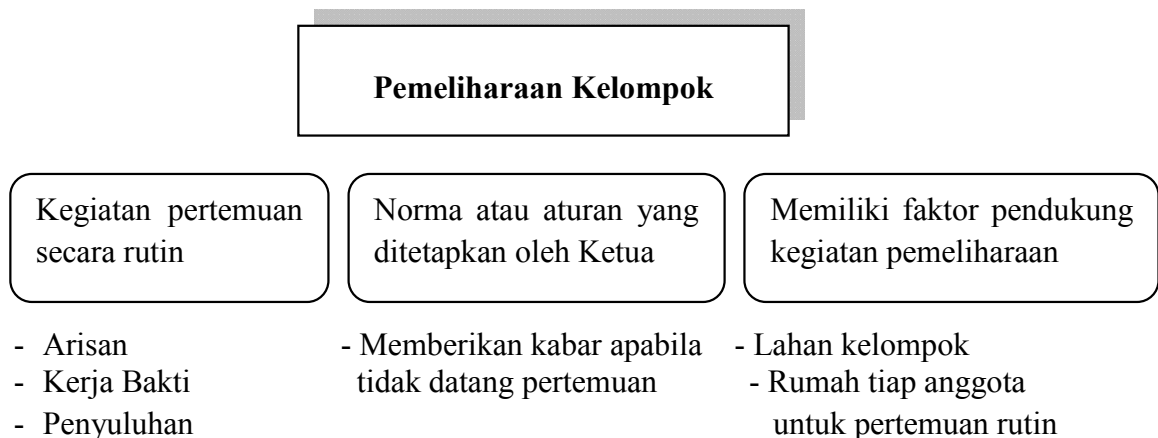 Pemeliharaan Kelompok
Kegiatan pertemuan
secara rutin
Norma atau aturan yang
ditetapkan oleh Ketua
Memiliki faktor pendukung
kegiatan pemeliharaan
- Arisan
- Kerja Bakti
- Penyuluhan
- Memberikan kabar apabila
tidak datang pertemuan
- Lahan kelompok
- Rumah tiap anggota
untuk pertemuan rutin